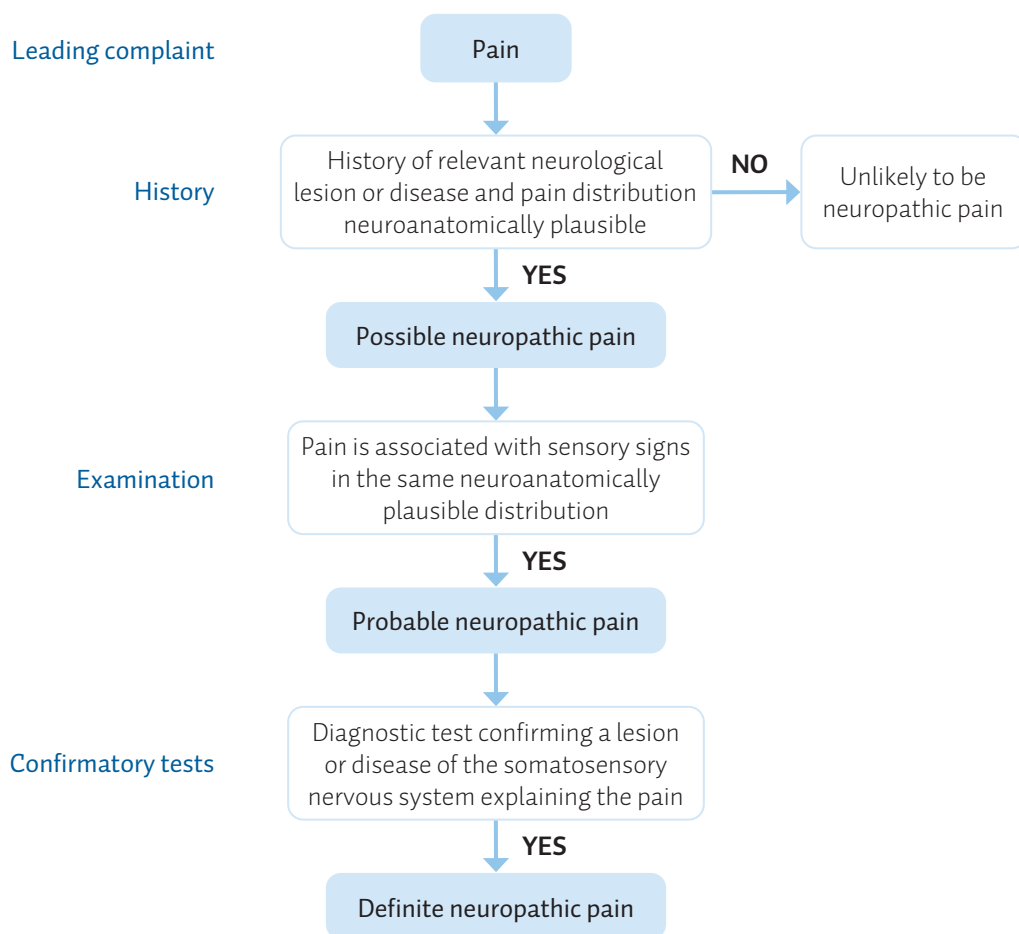 Leading complaint
Pain
History
History of relevant neurological
lesion or disease and pain distribution
neuroanatomically plausible
NO
Unlikely to be
neuropathic pain
YES
Possible neuropathic pain
Examination
Pain is associated with sensory signs
in the same neuroanatomically
plausible distribution
YES
Probable neuropathic pain
Confirmatory tests
Diagnostic test confirming a lesion
or disease of the somatosensory
nervous system explaining the pain
YES
Definite neuropathic pain